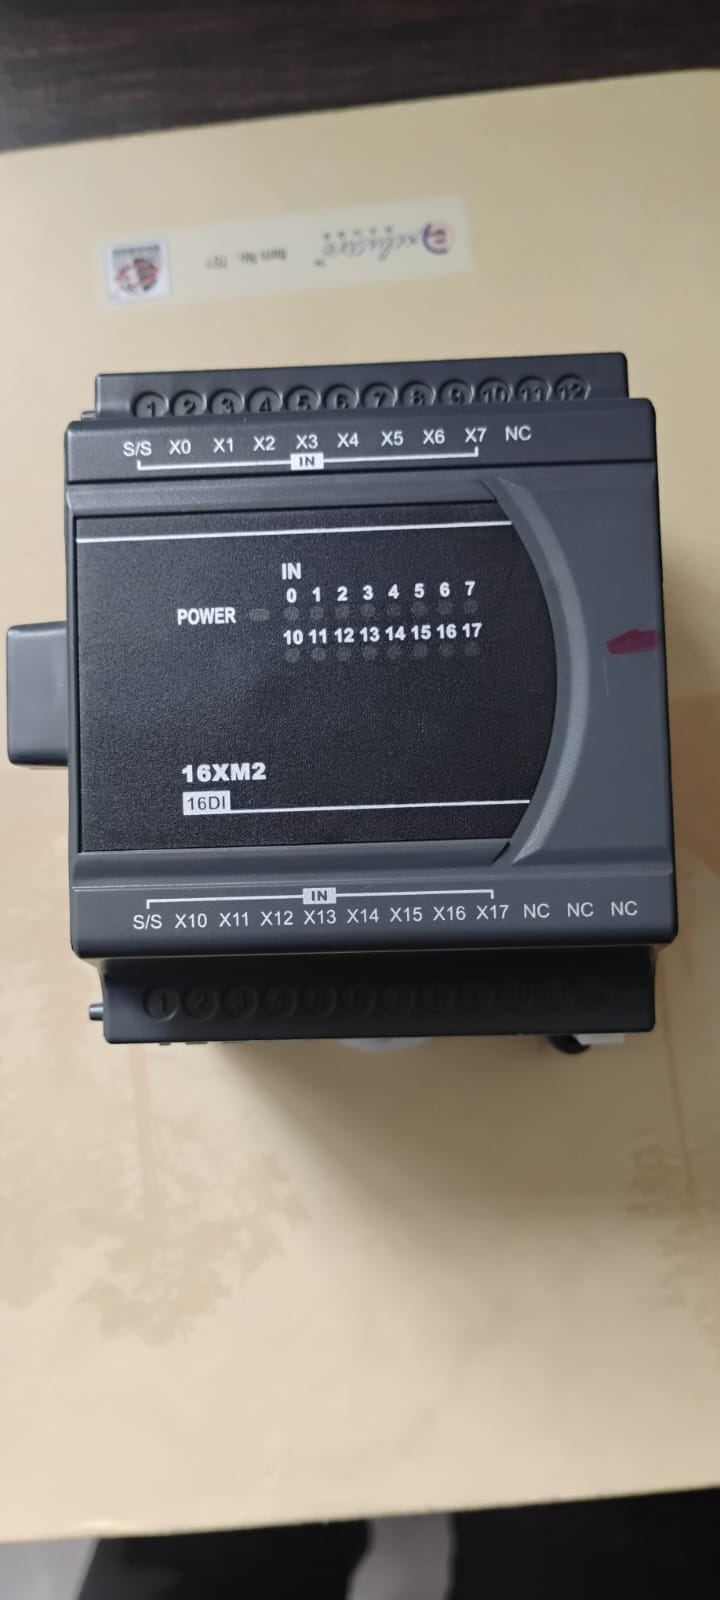 1 2 3 4 5 6 7 8 9 10 11 12
S/S X0 X1 X2 X3 X4 X5 X6 X7 NC
IN
IN
0 1 2 3 4 5 6 7
POWER
10 11 12 13 14 15 16 17
16XM2
16DI
IN
S/S X10 X11 X12 X13 X14 X15 X16 X17 NC NC NC
1 2 3 4 5 6 7 8